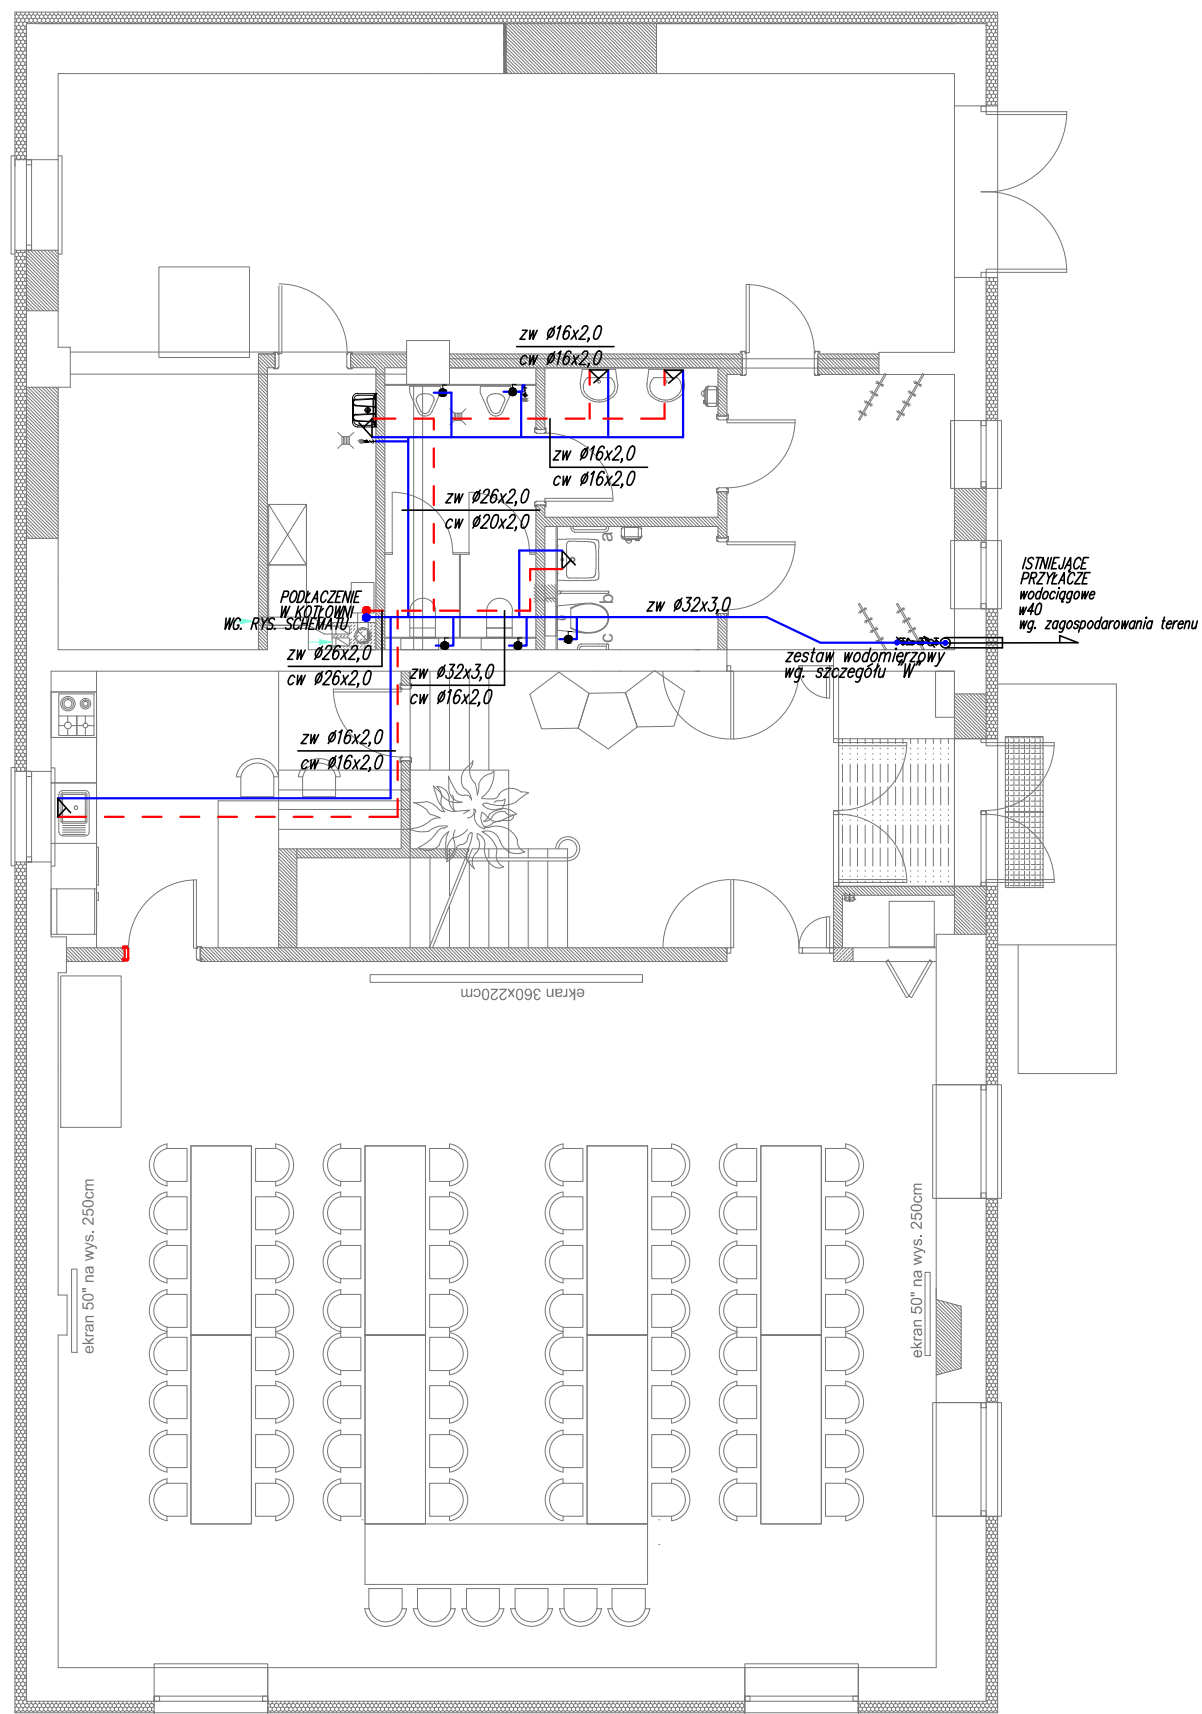 zw ø16x2,0
cw ø16x2,0
zw ø16x2,0
cw ø16x2,0
zw ø26x2,0
cw ø20x2,0
a
b
c
PODŁĄCZENIE
W KOTŁOWNI
WG. RYS. SCHEMATU
zw ø32x3,0
ISTNIEJĄCE
PRZYŁĄCZE
wodociągowe
w40
wg. zagospodarowania terenu
zw ø26x2,0
cw ø26x2,0
zw ø32x3,0
cw ø16x2,0
zestaw wodomierzowy
wg. szczegółu "W"
zw ø16x2,0
cw ø16x2,0
ekran 360x220cm
ekran 50" na wys. 250cm
ekran 50" na wys. 250cm